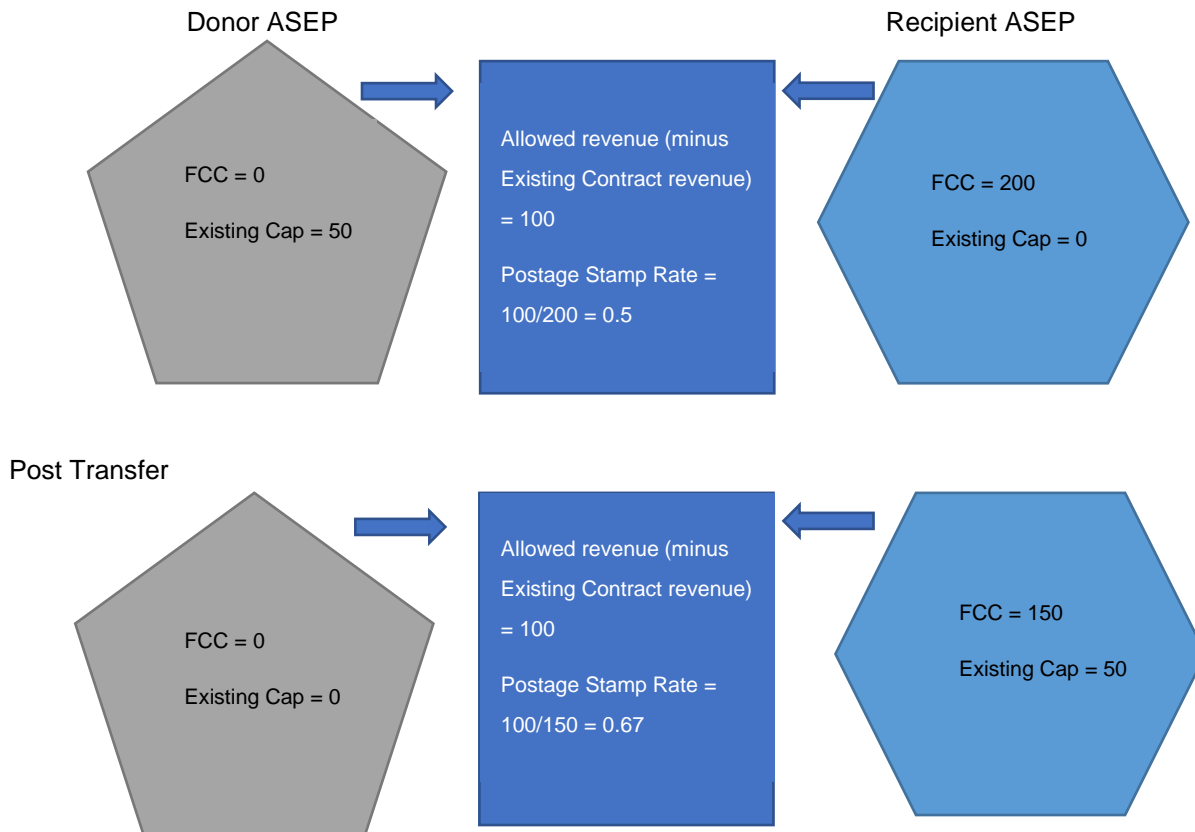 Donor ASEP
Recipient ASEP
FCC = 0
Existing Cap = 50
Allowed revenue (minus
Existing Contract revenue)
= 100
Postage Stamp Rate =
100/200 = 0.5
FCC = 200
Existing Cap = 0
Post Transfer
FCC = 0
Existing Cap = 0
Allowed revenue (minus
Existing Contract revenue)
= 100
Postage Stamp Rate =
100/150 = 0.67
FCC = 150
Existing Cap = 50